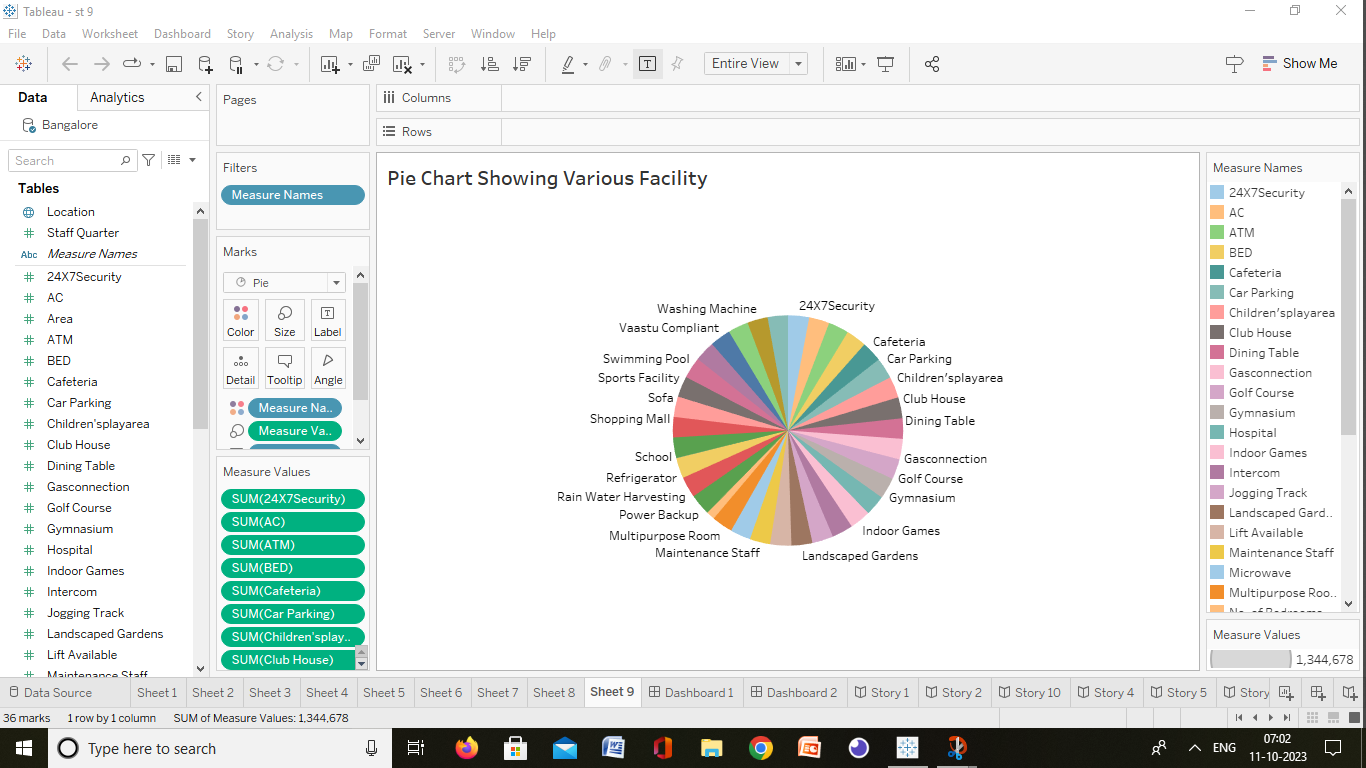 Tableau - st 9
File Data Worksheet Dashboard Story Analysis Map Format Server Window Help
Entire View
Show Me
Data Analytics
Bangalore
Search
Tables
Location
Staff Quarter
Abc Measure Names
24X7Security
AC
Area
ATM
BED
Cafeteria
Car Parking
Children'splayarea
Club House
Dining Table
Gasconnection
Golf Course
Gymnasium
Hospital
Indoor Games
Intercom
Jogging Track
Landscaped Gardens
Lift Available
Maintenance Staff
Pages
Filters
Measure Names
Marks
Pie
Color Size Label
Detail Tooltip Angle
Measure Na..
Measure Va..
Measure Values
SUM(24X7Security)
SUM(AC)
SUM(ATM)
SUM(BED)
SUM(Cafeteria)
SUM(Car Parking)
SUM(Children'splay..
SUM(Club House)
Columns
Rows
Pie Chart Showing Various Facility
24X7Security
Cafeteria
Car Parking
Children'splayarea
Club House
Dining Table
Gasconnection
Golf Course
Gymnasium
Indoor Games
Landscaped Gardens
Maintenance Staff
Multipurpose Room
Power Backup
Rain Water Harvesting
Refrigerator
School
Shopping Mall
Sofa
Sports Facility
Swimming Pool
Vaastu Compliant
Washing Machine
Measure Names
24X7Security
AC
ATM
BED
Cafeteria
Car Parking
Children'splayarea
Club House
Dining Table
Gasconnection
Golf Course
Gymnasium
Hospital
Indoor Games
Intercom
Jogging Track
Landscaped Gard..
Lift Available
Maintenance Staff
Microwave
Multipurpose Roo..
No. of Bedrooms
Measure Values
1,344,678
Data Source Sheet 1 Sheet 2 Sheet 3 Sheet 4 Sheet 5 Sheet 6 Sheet 7 Sheet 8 Sheet 9 Dashboard 1 Dashboard 2 Story 1 Story 2 Story 10 Story 4 Story 5 Story
36 marks 1 row by 1 column SUM of Measure Values: 1,344,678
Type here to search
ENG
07:02
11-10-2023